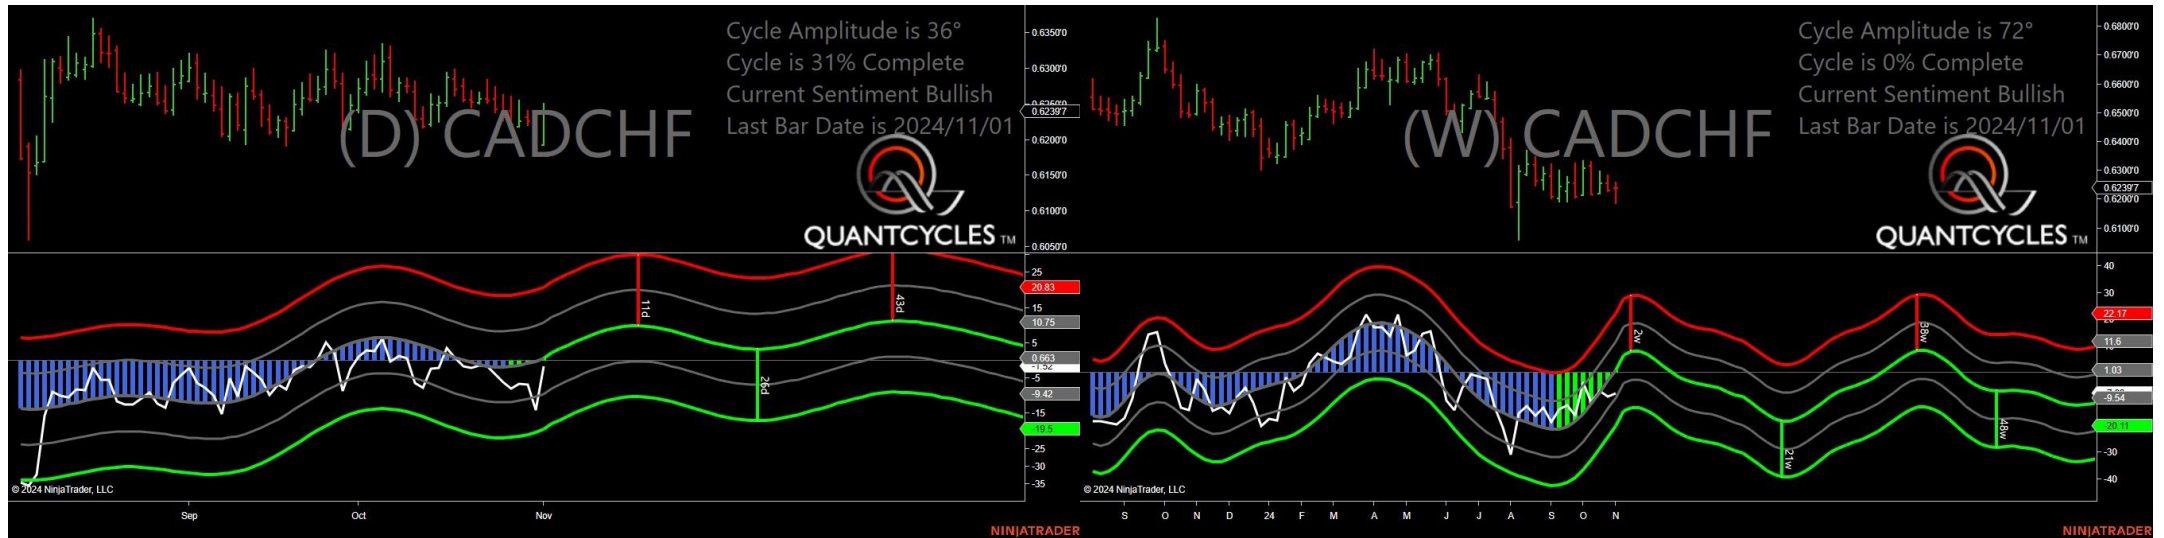 Cycle Amplitude is 36°
Cycle is 31% Complete
Current Sentiment Bullish
Last Bar Date is 2024/11/01
(D) CADCHF
QUANTCYCLES TM
0.6350'0
0.6300'0
0.6239'7
0.6200'0
0.6150'0
0.6100'0
0.6050'0
11d
26d
43d
25
20.83
15
10.75
5
0.663
-1.52
-5
-9.42
-15
-19.5
-25
-30
-35
© 2024 NinjaTrader, LLC
Sep
Oct
Nov
NINJATRADER
Cycle Amplitude is 72°
Cycle is 0% Complete
Current Sentiment Bullish
Last Bar Date is 2024/11/01
(W) CADCHF
QUANTCYCLES TM
0.6800'0
0.6700'0
0.6600'0
0.6500'0
0.6400'0
0.6300'0
0.6239'7
0.6200'0
0.6100'0
2w
21w
38w
48w
40
30
22.17
11.6
1.03
-9.54
-20.11
-30
-40
© 2024 NinjaTrader, LLC
S O N D 24 F M A M J J A S O N
NINJATRADER